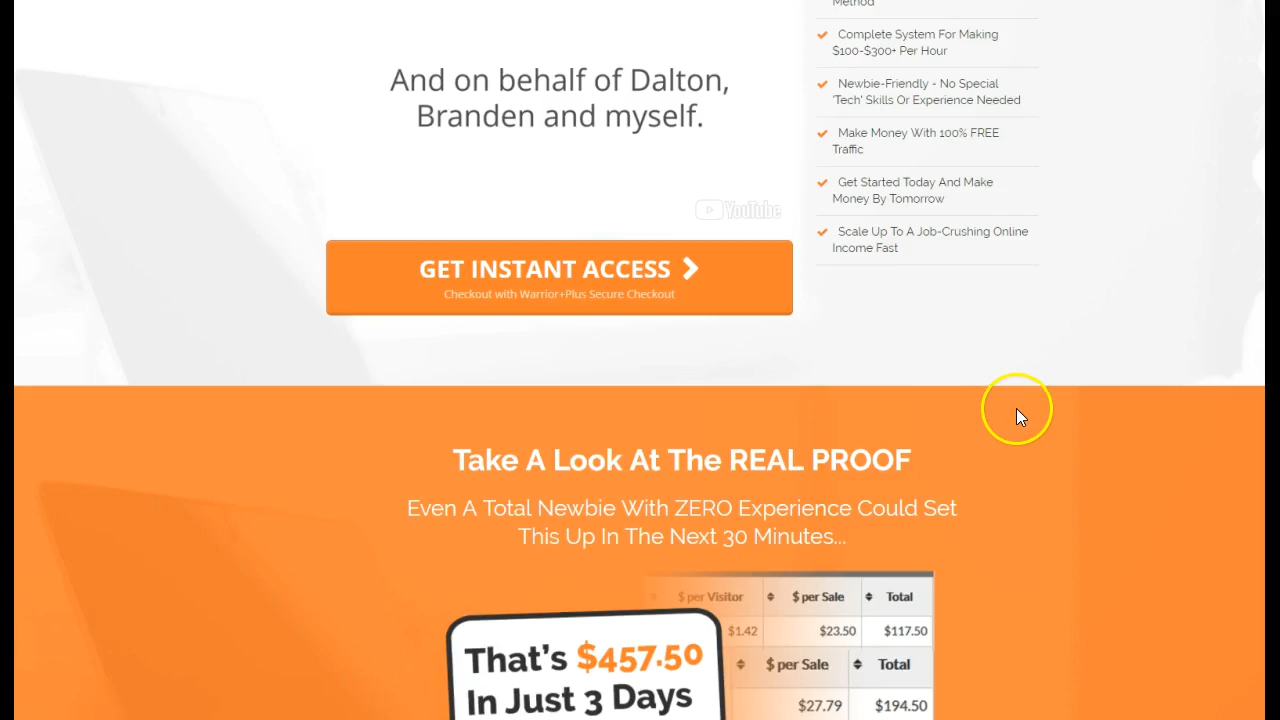 Method
And on behalf of Dalton,
Branden and myself.
YouTube
Complete System For Making
$100-$300+ Per Hour
Newbie-Friendly - No Special
'Tech' Skills Or Experience Needed
Make Money With 100% FREE
Traffic
Get Started Today And Make
Money By Tomorrow
Scale Up To A Job-Crushing Online
Income Fast
GET INSTANT ACCESS
Checkout with Warrior+Plus Secure Checkout
Take A Look At The REAL PROOF
Even A Total Newbie With ZERO Experience Could Set
This Up In The Next 30 Minutes...
$ per Visitor $ per Sale Total
$1.42 $23.50 $117.50
$ per Sale Total
$27.79 $194.50
That's $457.50
In Just 3 Days